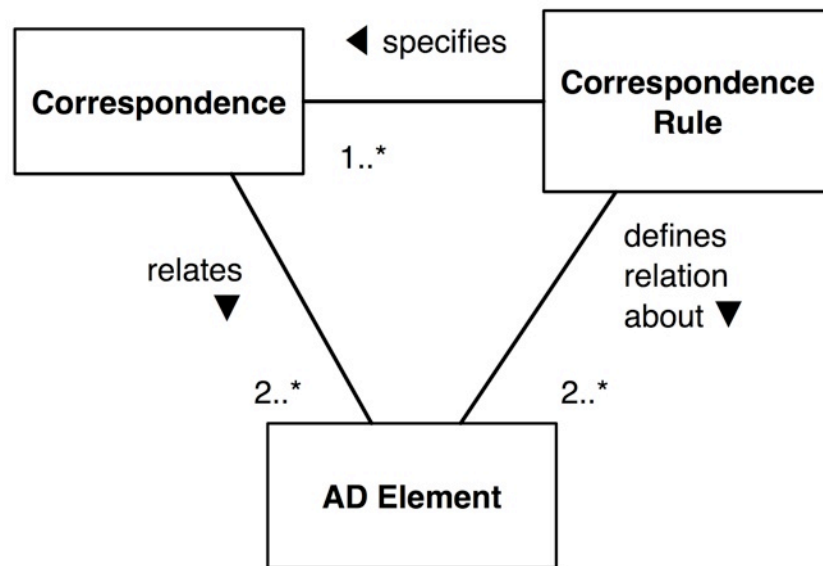 ◀ specifies
Correspondence
Correspondence
Rule
1..*
relates
▼
defines
relation
about ▼
2..*
2..*
AD Element